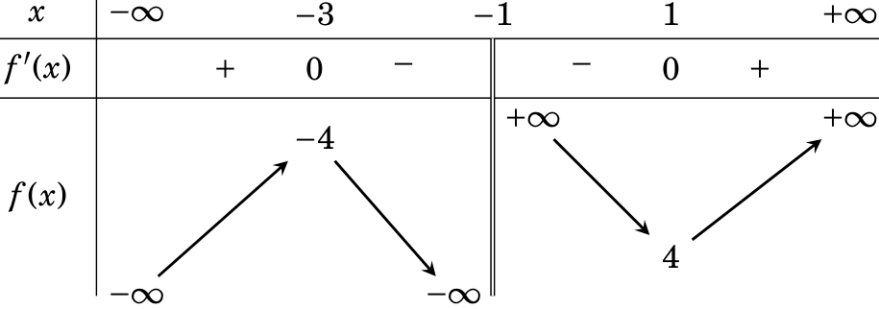 x −∞ −3 −1 1 +∞
f′(x) + 0 − − 0 +
+∞ +∞
−4
f(x)
4
−∞ −∞